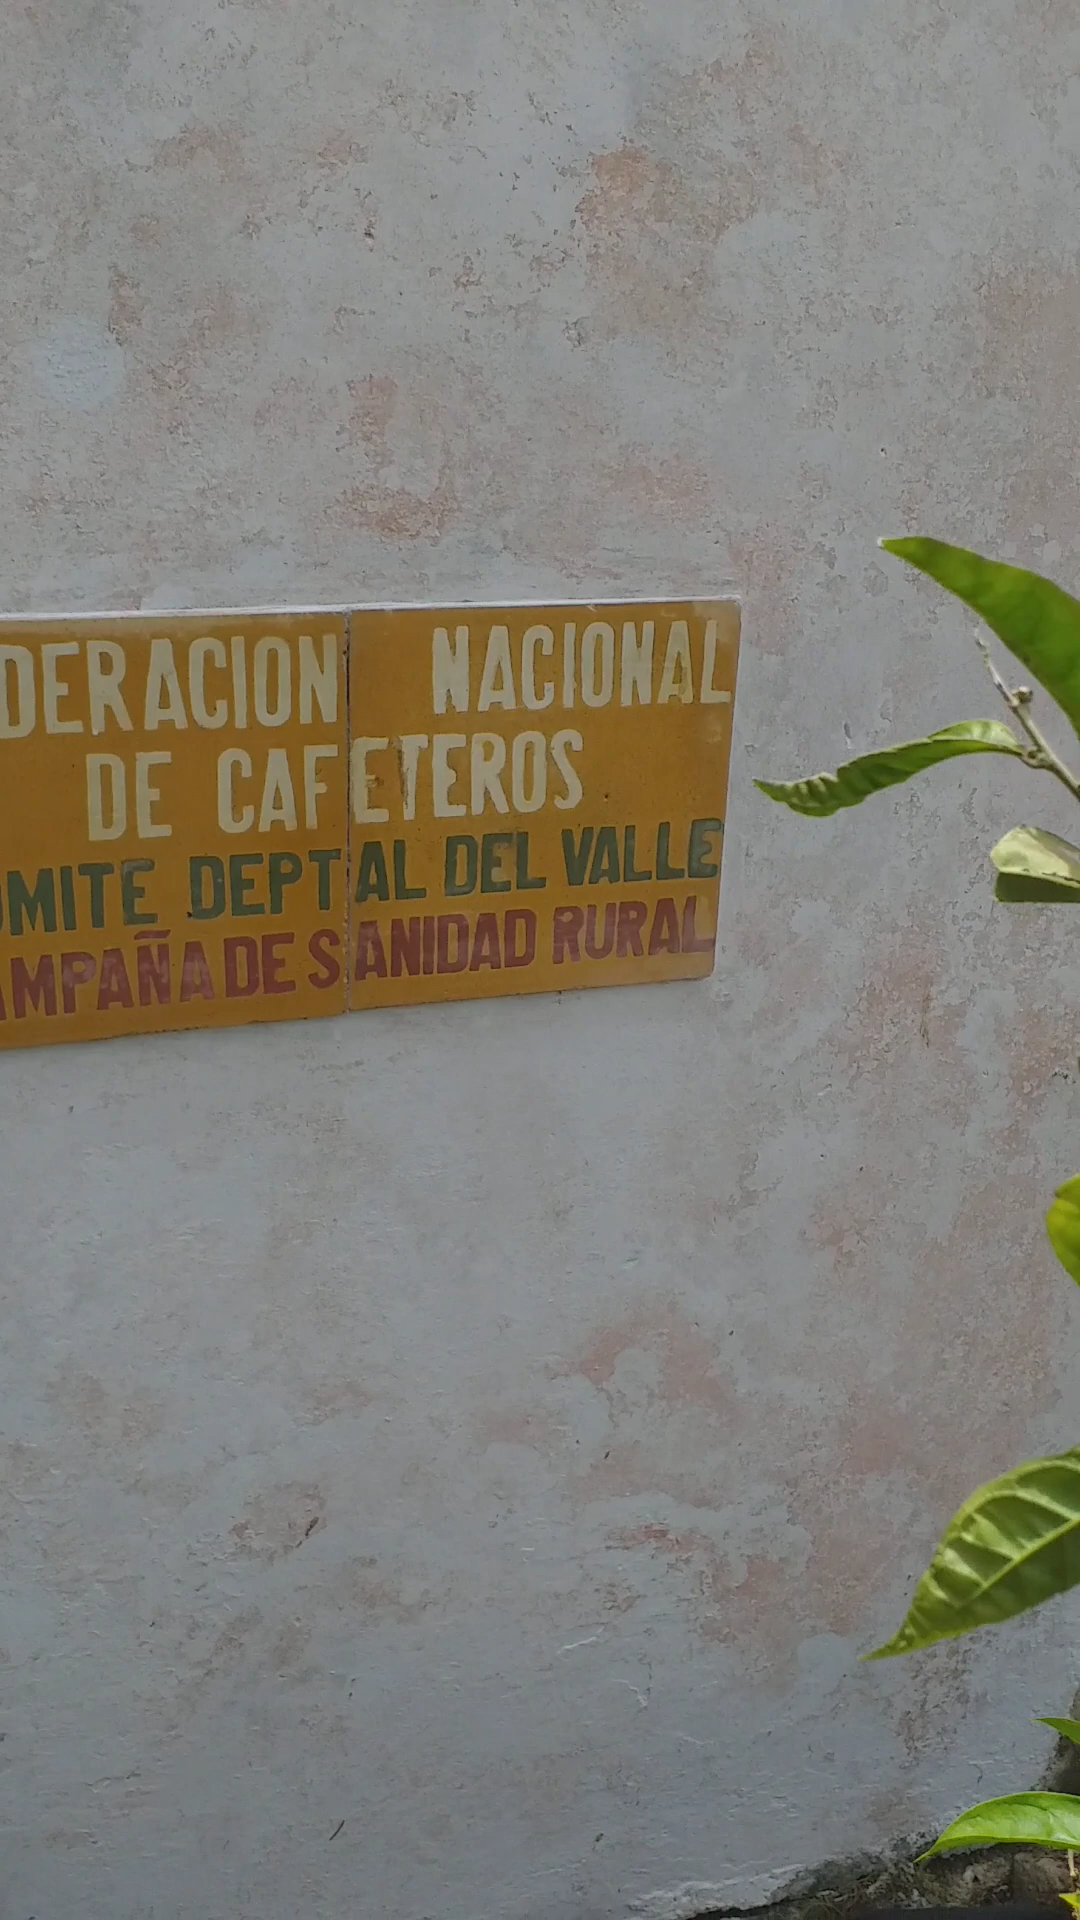 DERACION NACIONAL
DE CAFETEROS
OMITE DEPTAL DEL VALLE
AMPAÑA DE SANIDAD RURAL